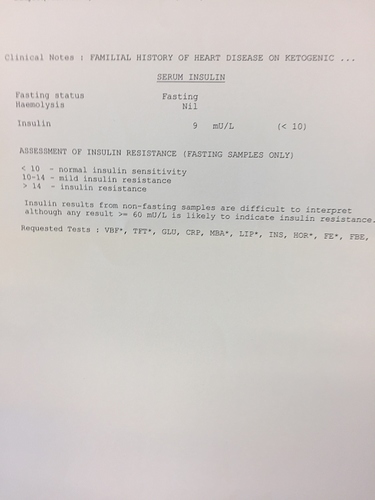 Clinical Notes : FAMILIAL HISTORY OF HEART DISEASE ON KETOGENIC ...
SERUM INSULIN
Fasting status Fasting
Haemolysis Nil
Insulin 9 mU/L (< 10)
ASSESSMENT OF INSULIN RESISTANCE (FASTING SAMPLES ONLY)
< 10 - normal insulin sensitivity
10-14 - mild insulin resistance
> 14 - insulin resistance
Insulin results from non-fasting samples are difficult to interpret
although any result >= 60 mU/L is likely to indicate insulin resistance.
Requested Tests : VBF*, TFT*, GLU, CRP, MBA*, LIP*, INS, HOR*, FE*, FBE,